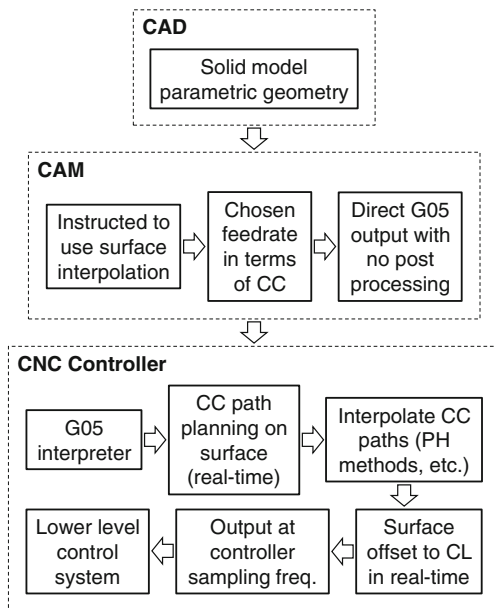 CAD
Solid model
parametric geometry
CAM
Instructed to
use surface
interpolation
Chosen
feedrate
in terms
of CC
Direct G05
output with
no post
processing
CNC Controller
G05
interpreter
CC path
planning on
surface
(real-time)
Interpolate CC
paths (PH
methods, etc.)
Surface
offset to CL
in real-time
Output at
controller
sampling freq.
Lower level
control
system